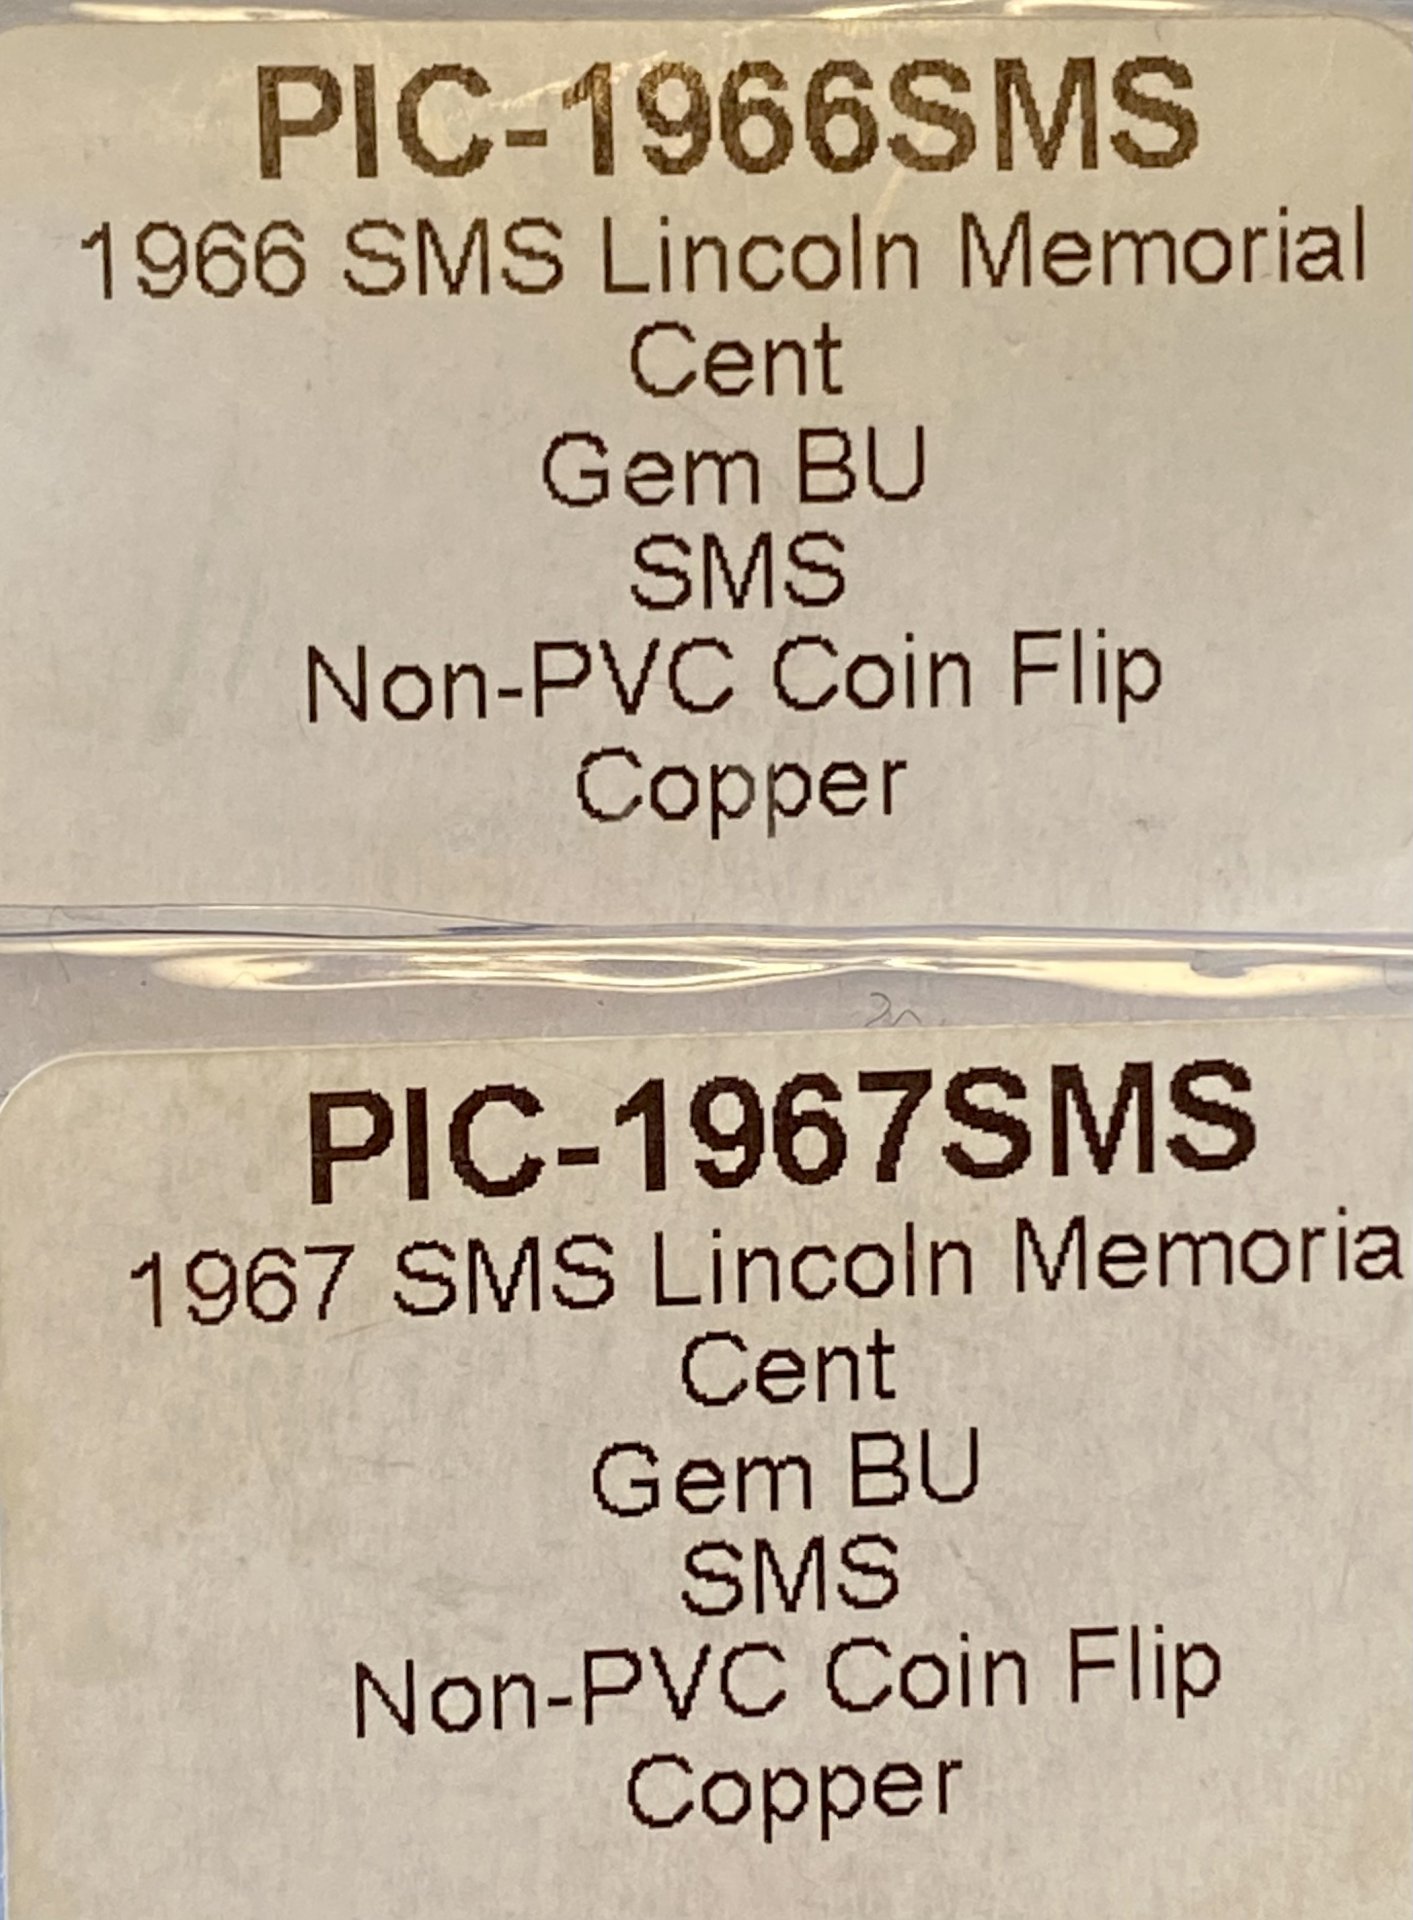 PIC-1966SMS
1966 SMS Lincoln Memorial
Cent
Gem BU
SMS
Non-PVC Coin Flip
Copper
PIC-1967SMS
1967 SMS Lincoln Memoria
Cent
Gem BU
SMS
Non-PVC Coin Flip
Copper